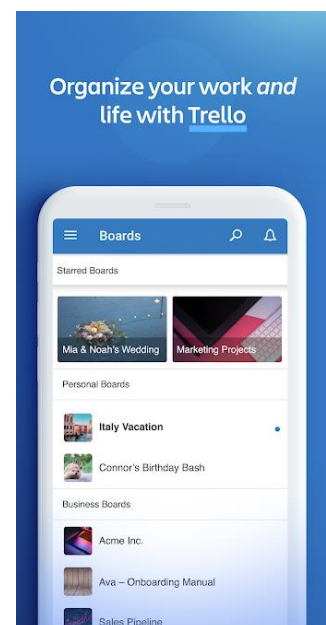 Organize your work and
life with Trello
Boards
Starred Boards
Mia & Noah's Wedding
Marketing Projects
Personal Boards
Italy Vacation
Connor's Birthday Bash
Business Boards
Acme Inc.
Ava – Onboarding Manual
Sales Pipeline